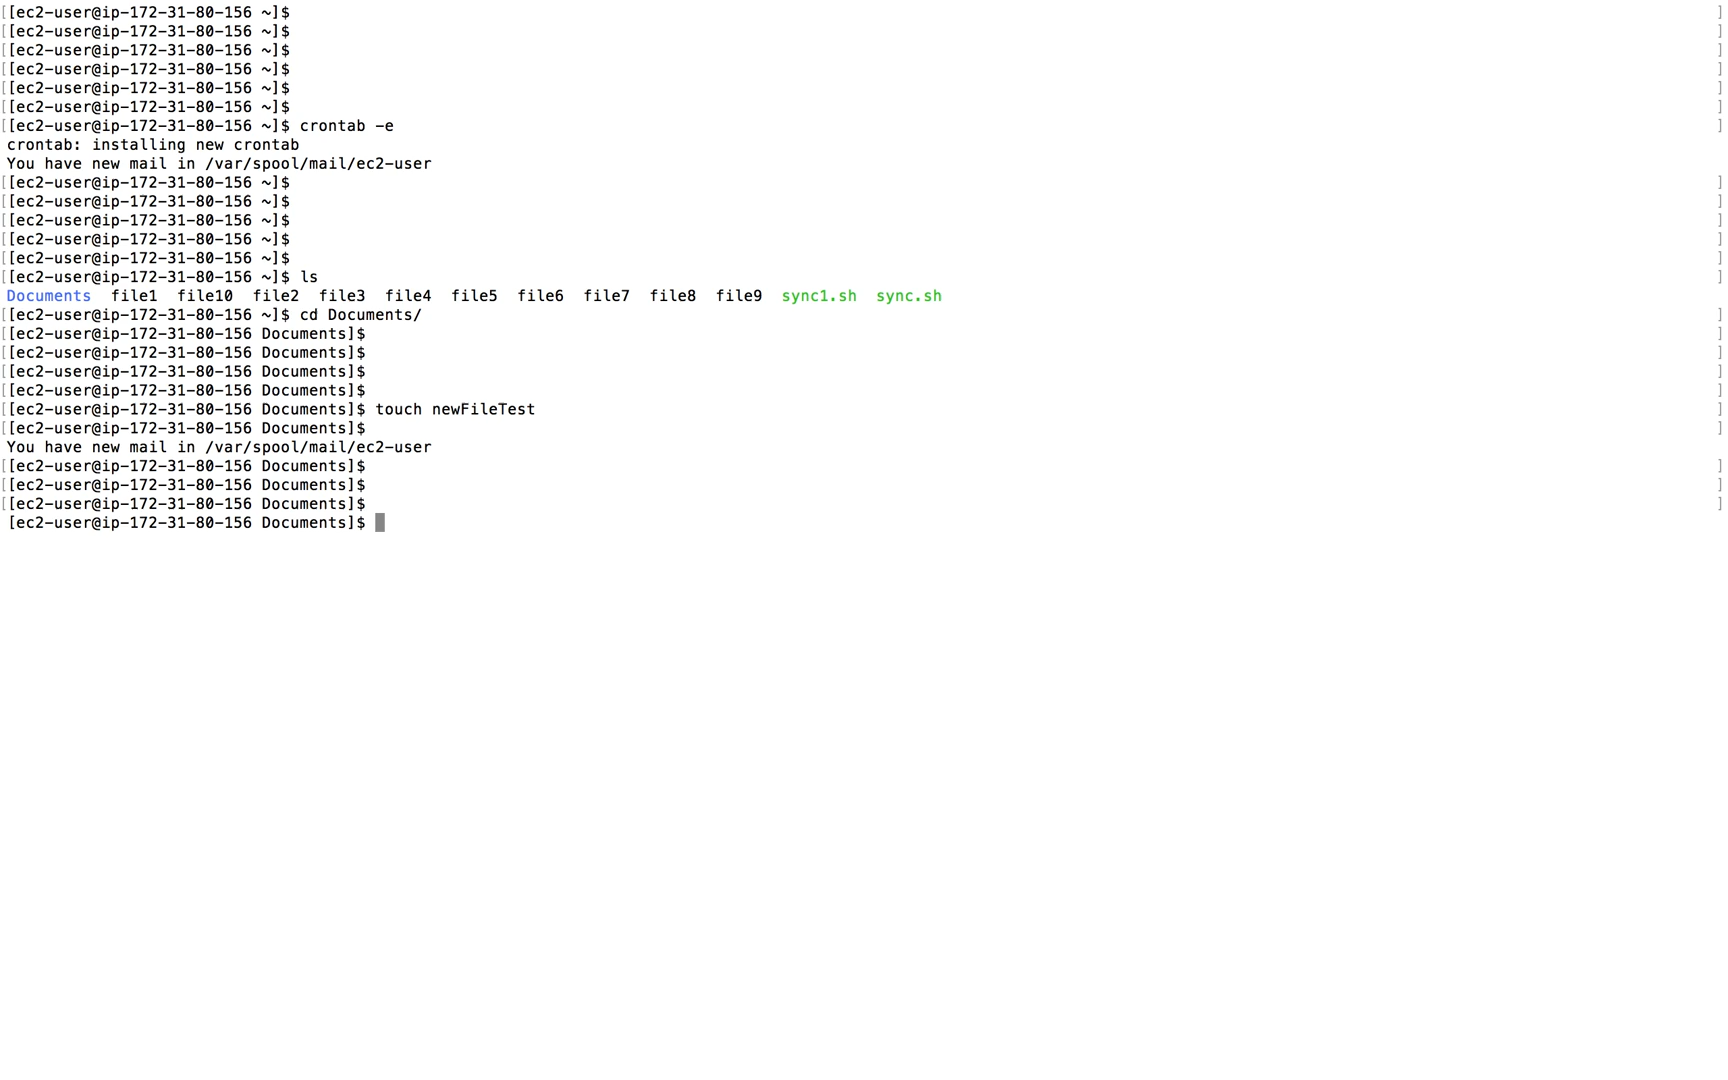 [[ec2-user@ip-172-31-80-156 ~]$ ]
[[ec2-user@ip-172-31-80-156 ~]$ ]
[[ec2-user@ip-172-31-80-156 ~]$ ]
[[ec2-user@ip-172-31-80-156 ~]$ ]
[[ec2-user@ip-172-31-80-156 ~]$ ]
[[ec2-user@ip-172-31-80-156 ~]$ ]
[[ec2-user@ip-172-31-80-156 ~]$ crontab -e ]
crontab: installing new crontab
You have new mail in /var/spool/mail/ec2-user
[[ec2-user@ip-172-31-80-156 ~]$ ]
[[ec2-user@ip-172-31-80-156 ~]$ ]
[[ec2-user@ip-172-31-80-156 ~]$ ]
[[ec2-user@ip-172-31-80-156 ~]$ ]
[[ec2-user@ip-172-31-80-156 ~]$ ]
[[ec2-user@ip-172-31-80-156 ~]$ ls ]
Documents file1 file10 file2 file3 file4 file5 file6 file7 file8 file9 sync1.sh sync.sh
[[ec2-user@ip-172-31-80-156 ~]$ cd Documents/ ]
[[ec2-user@ip-172-31-80-156 Documents]$ ]
[[ec2-user@ip-172-31-80-156 Documents]$ ]
[[ec2-user@ip-172-31-80-156 Documents]$ ]
[[ec2-user@ip-172-31-80-156 Documents]$ ]
[[ec2-user@ip-172-31-80-156 Documents]$ touch newFileTest ]
[[ec2-user@ip-172-31-80-156 Documents]$ ]
You have new mail in /var/spool/mail/ec2-user
[[ec2-user@ip-172-31-80-156 Documents]$ ]
[[ec2-user@ip-172-31-80-156 Documents]$ ]
[[ec2-user@ip-172-31-80-156 Documents]$ ]
[ec2-user@ip-172-31-80-156 Documents]$